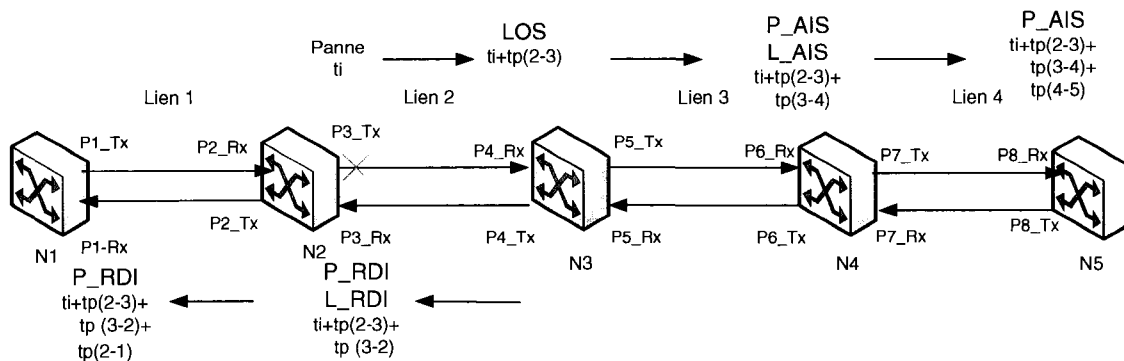 Panne
ti
LOS
ti+tp(2-3)
P_AIS
L_AIS
ti+tp(2-3)+
tp(3-4)
P_AIS
ti+tp(2-3)+
tp(3-4)+
tp(4-5)
Lien 1
Lien 2
Lien 3
Lien 4
P1_Tx
P2_Rx
P3_Tx
P4_Rx
P5_Tx
P6_Rx
P7_Tx
P8_Rx
P1-Rx
P2_Tx
P3_Rx
P4_Tx
P5_Rx
P6_Tx
P7_Rx
P8_Tx
N1
N2
N3
N4
N5
P_RDI
ti+tp(2-3)+
tp (3-2)+
tp(2-1)
P_RDI
L_RDI
ti+tp(2-3)+
tp (3-2)